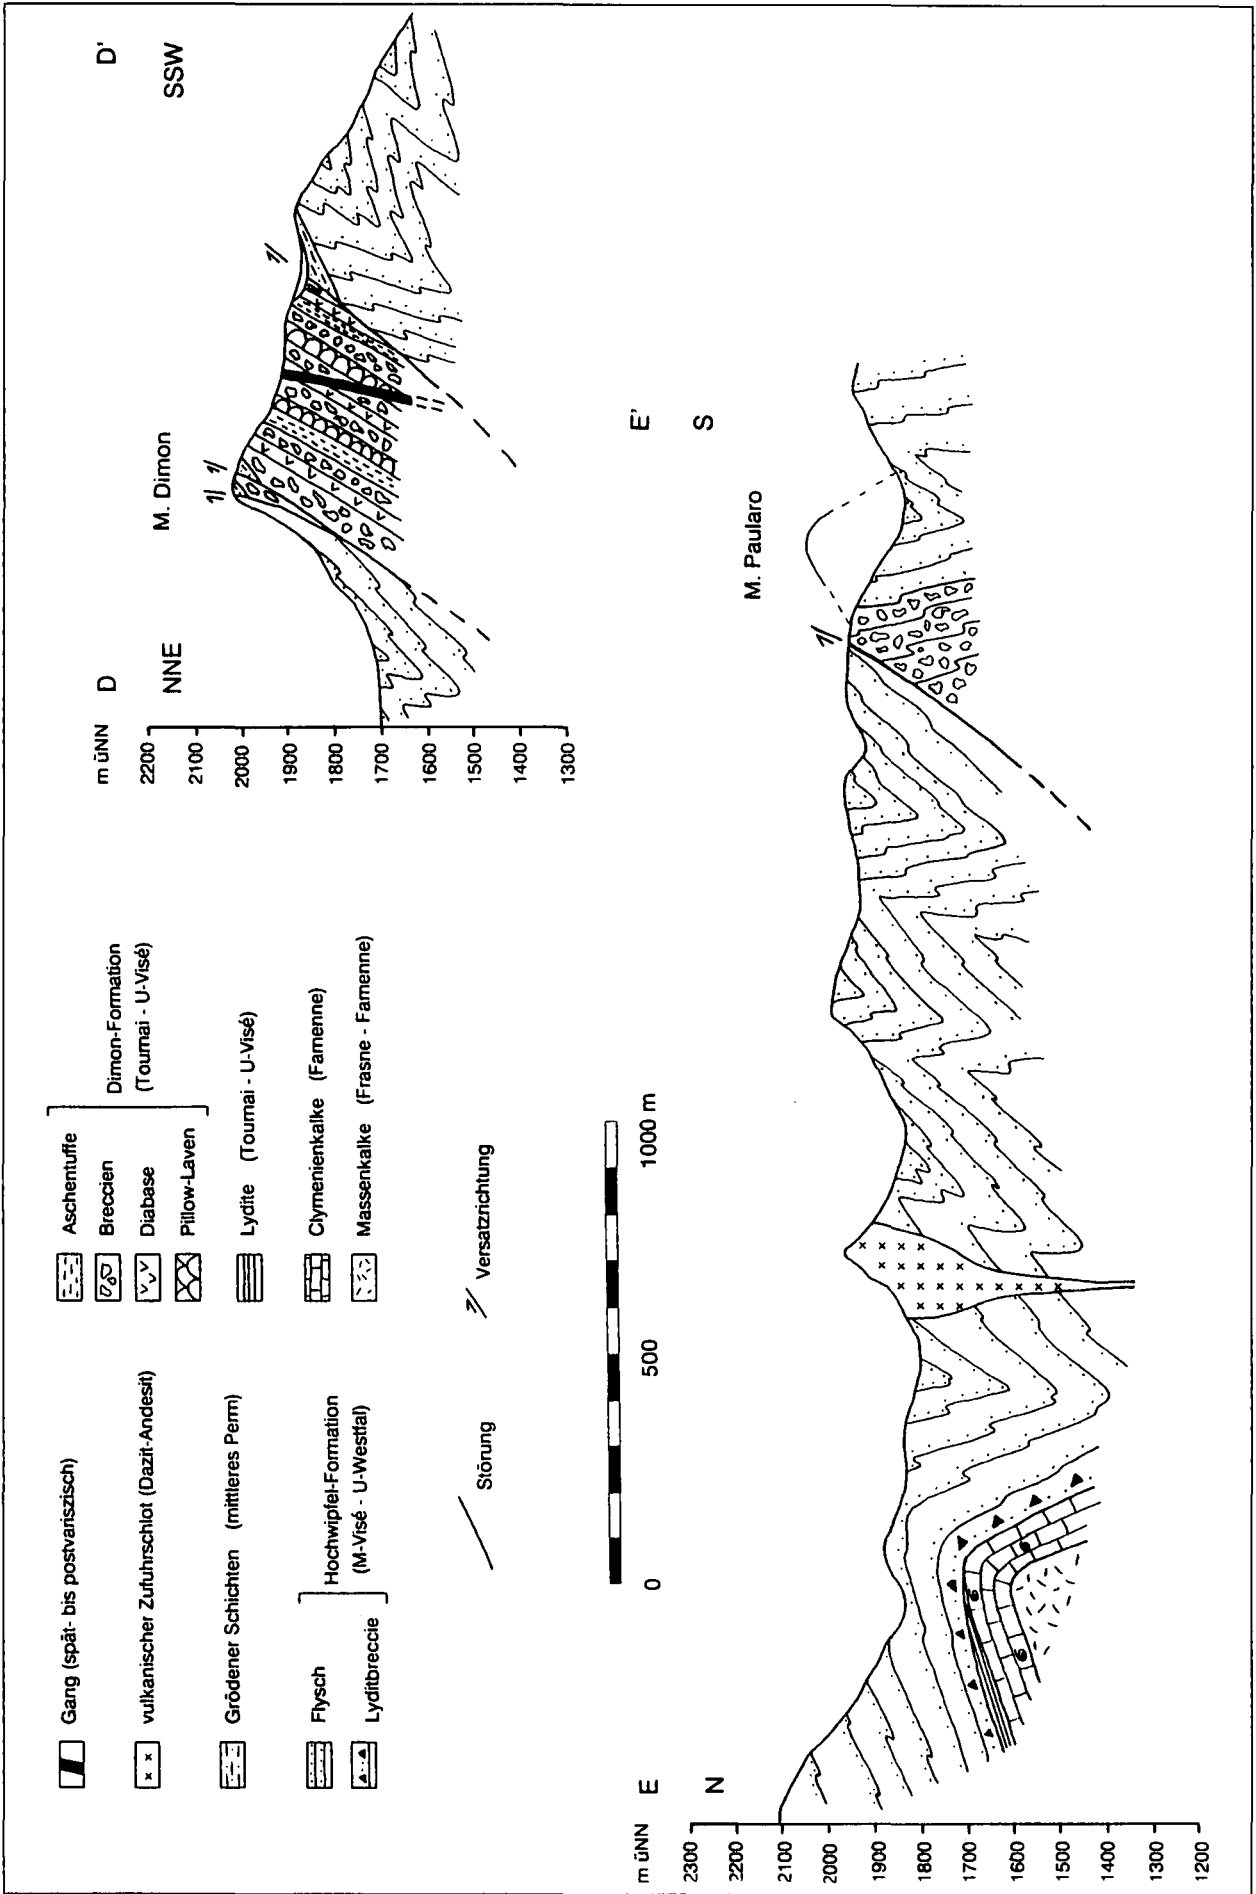 m üNN
D
NNE
M. Dimon
D'
SSW
2200
2100
2000
1900
1800
1700
1600
1500
1400
1300
Gang (spät- bis postvariszisch)
vulkanischer Zufuhrschlot (Dazit-Andesit)
Grödener Schichten (mittleres Perm)
Flysch
Lyditbreccie
Hochwipfel-Formation
(M-Visé - U-Westfal)
Störung
Aschentuffe
Breccien
Diabase
Pillow-Laven
Dimon-Formation
(Tournai - U-Visé)
Lydite (Tournai - U-Visé)
Clymenienkalke (Famenne)
Massenkalke (Frasne - Famenne)
Versatzrichtung
0
500
1000 m
m üNN
E
N
M. Paularo
E'
S
2300
2200
2100
2000
1900
1800
1700
1600
1500
1400
1300
1200